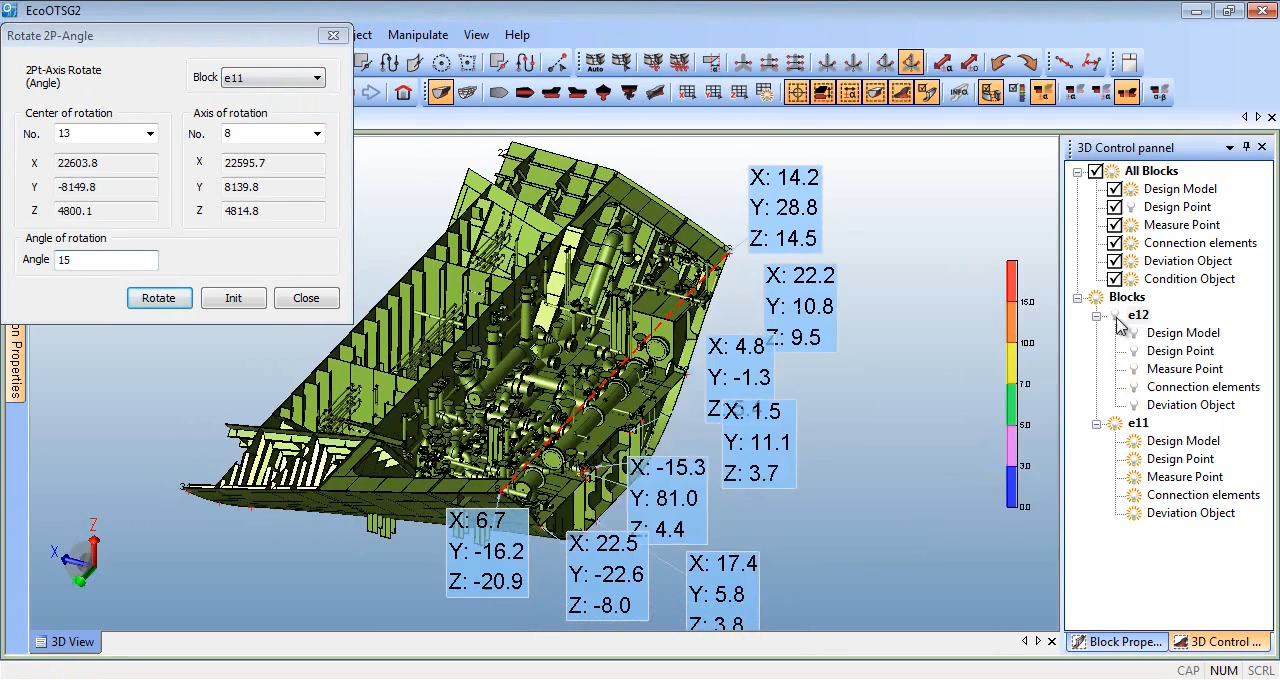 EcoOTSG2
Rotate 2P-Angle
ject Manipulate View Help
2Pt-Axis Rotate
(Angle)
Block e11
Center of rotation
No. 13
X 22603.8
Y -8149.8
Z 4800.1
Axis of rotation
No. 8
X 22595.7
Y 8139.8
Z 4814.8
Angle of rotation
Angle 15
Rotate Init Close
Auto
INFO
α-β
on Properties
X: 14.2
Y: 28.8
Z: 14.5
X: 22.2
Y: 10.8
Z: 9.5
X: 4.8
Y: -1.3
X: 1.5
Y: 11.1
Z: 3.7
X: -15.3
Y: 81.0
Z: 4.4
X: 6.7
Y: -16.2
Z: -20.9
X: 22.5
Y: -22.6
Z: -8.0
X: 17.4
Y: 5.8
Z: 3.8
Z
X
15.0
10.0
7.0
5.0
3.0
0.0
3D Control pannel
All Blocks
Design Model
Design Point
Measure Point
Connection elements
Deviation Object
Condition Object
Blocks
e12
Design Model
Design Point
Measure Point
Connection elements
Deviation Object
e11
Design Model
Design Point
Measure Point
Connection elements
Deviation Object
3D View
Block Prope... 3D Control ...
CAP NUM SCRL